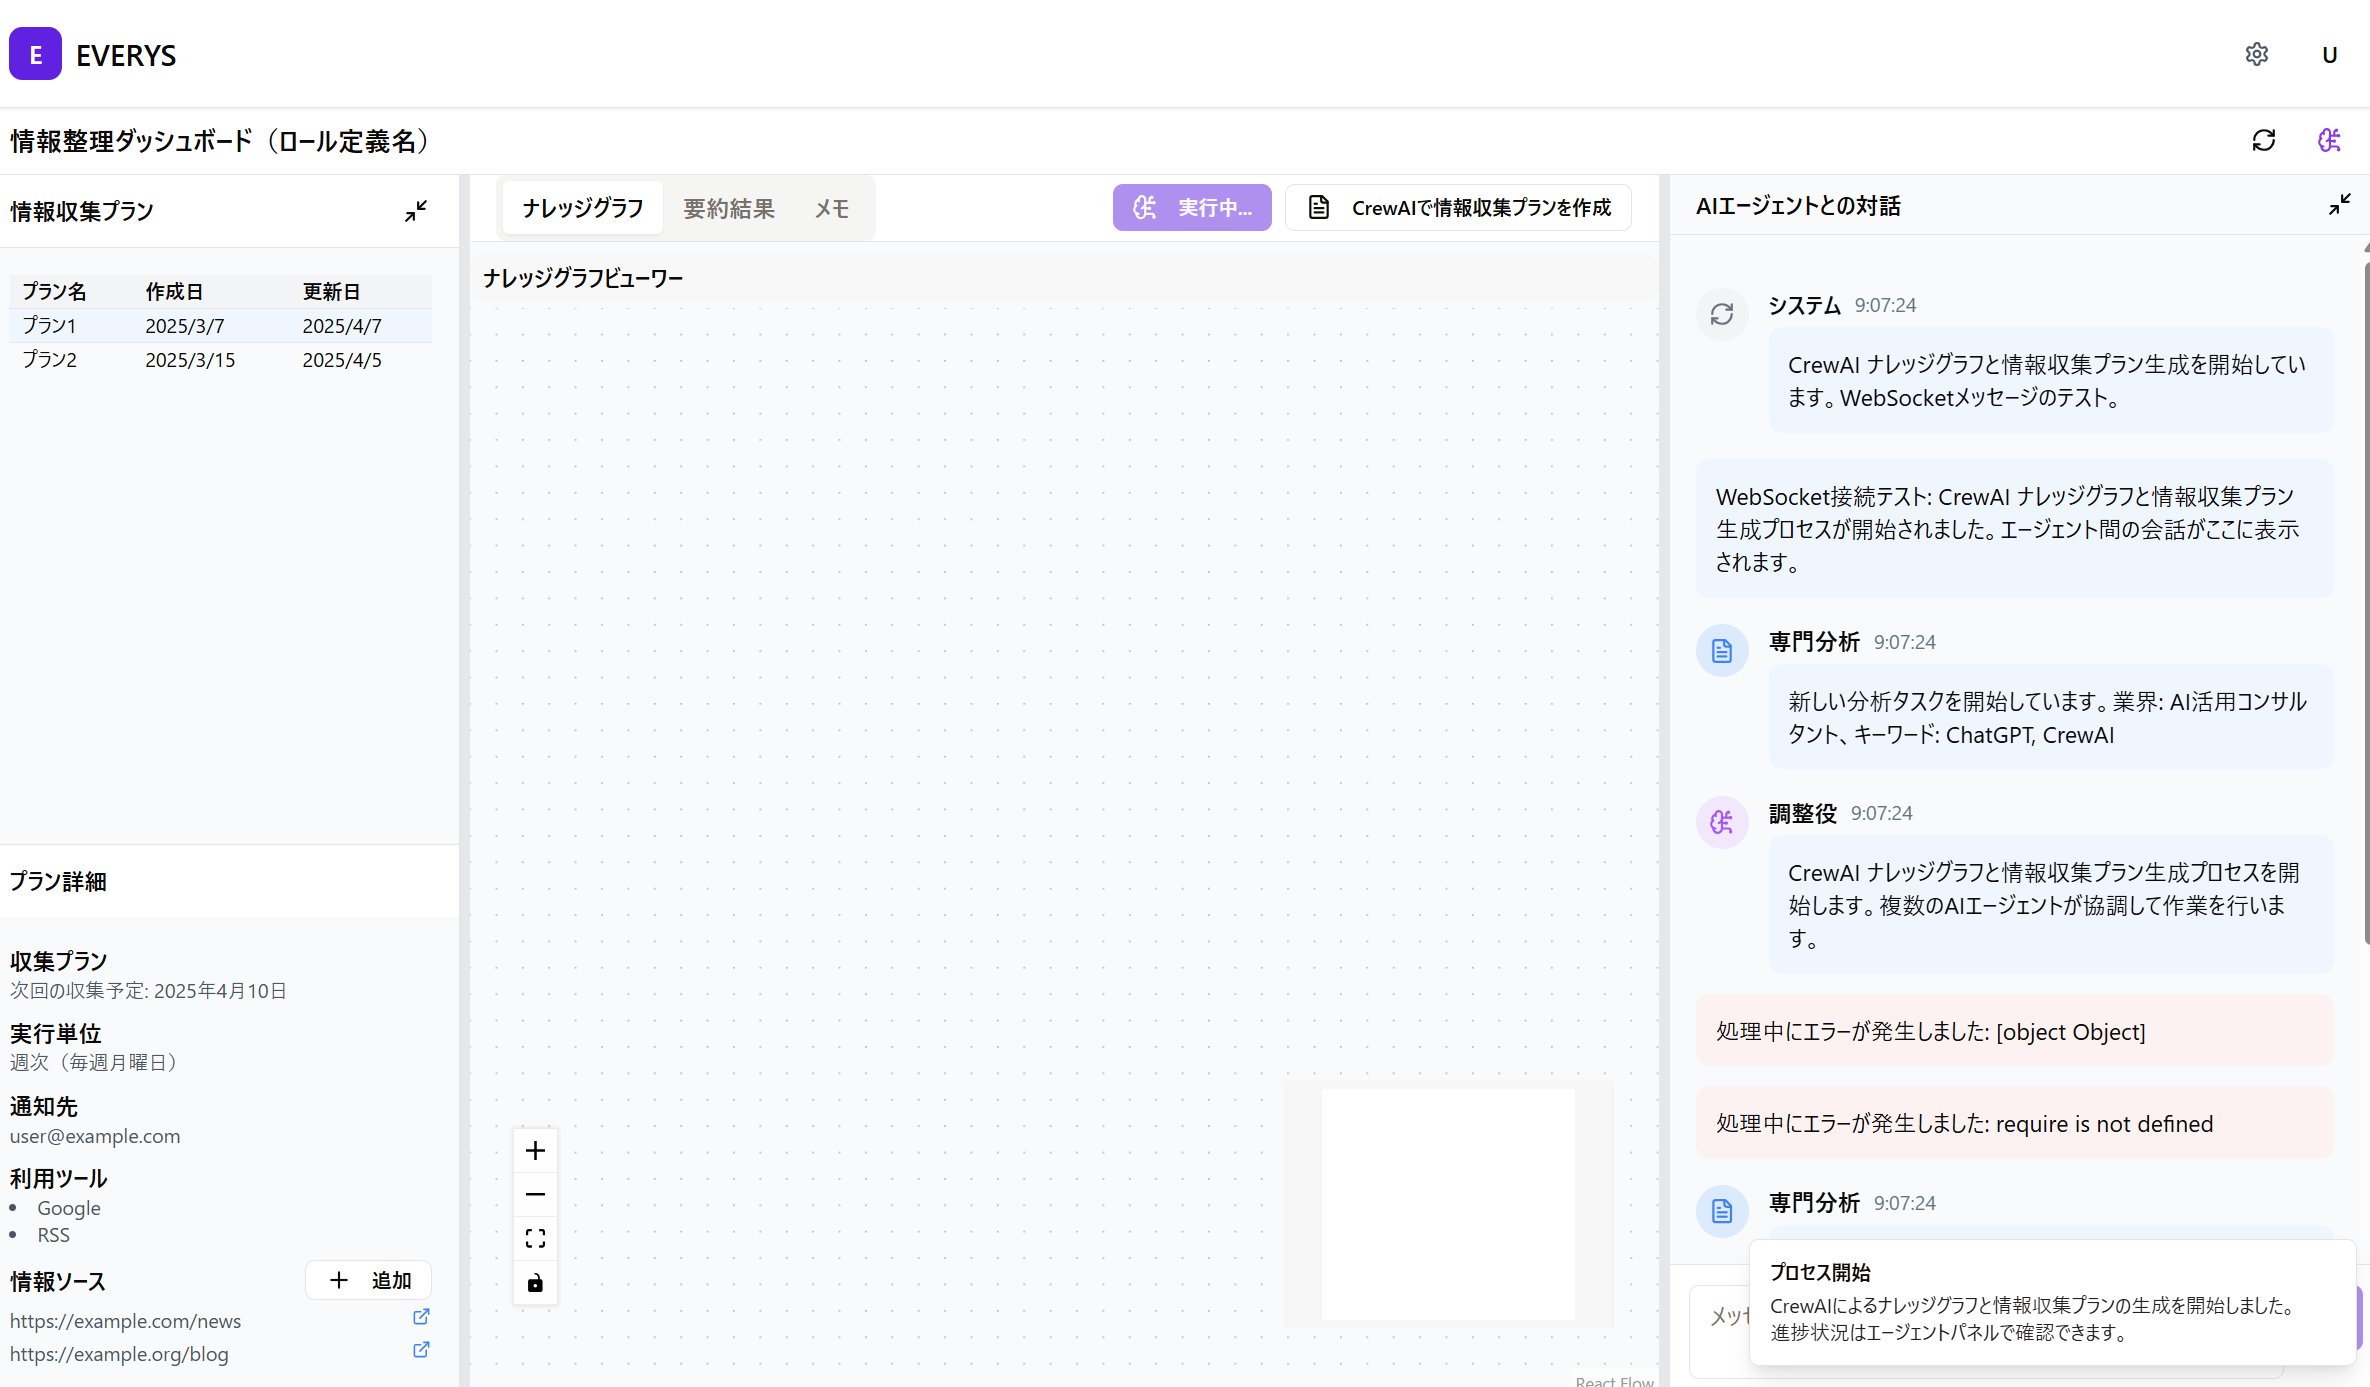 E EVERYS
U
情報整理ダッシュボード（ロール定義名）
情報収集プラン
プラン名 作成日 更新日
プラン1 2025/3/7 2025/4/7
プラン2 2025/3/15 2025/4/5
プラン詳細
収集プラン
次回の収集予定: 2025年4月10日
実行単位
週次（毎週月曜日）
通知先
user@example.com
利用ツール
• Google
• RSS
情報ソース
追加
https://example.com/news
https://example.org/blog
ナレッジグラフ 要約結果 メモ
実行中...
CrewAIで情報収集プランを作成
ナレッジグラフビューワー
React Flow
AIエージェントとの対話
システム 9:07:24
CrewAI ナレッジグラフと情報収集プラン生成を開始してい
ます。WebSocketメッセージのテスト。
WebSocket接続テスト: CrewAI ナレッジグラフと情報収集プラン
生成プロセスが開始されました。エージェント間の会話がここに表示
されます。
専門分析 9:07:24
新しい分析タスクを開始しています。業界: AI活用コンサル
タント、キーワード: ChatGPT, CrewAI
調整役 9:07:24
CrewAI ナレッジグラフと情報収集プラン生成プロセスを開
始します。複数のAIエージェントが協調して作業を行いま
す。
処理中にエラーが発生しました: [object Object]
処理中にエラーが発生しました: require is not defined
専門分析 9:07:24
プロセス開始
CrewAIによるナレッジグラフと情報収集プランの生成を開始しました。
進捗状況はエージェントパネルで確認できます。